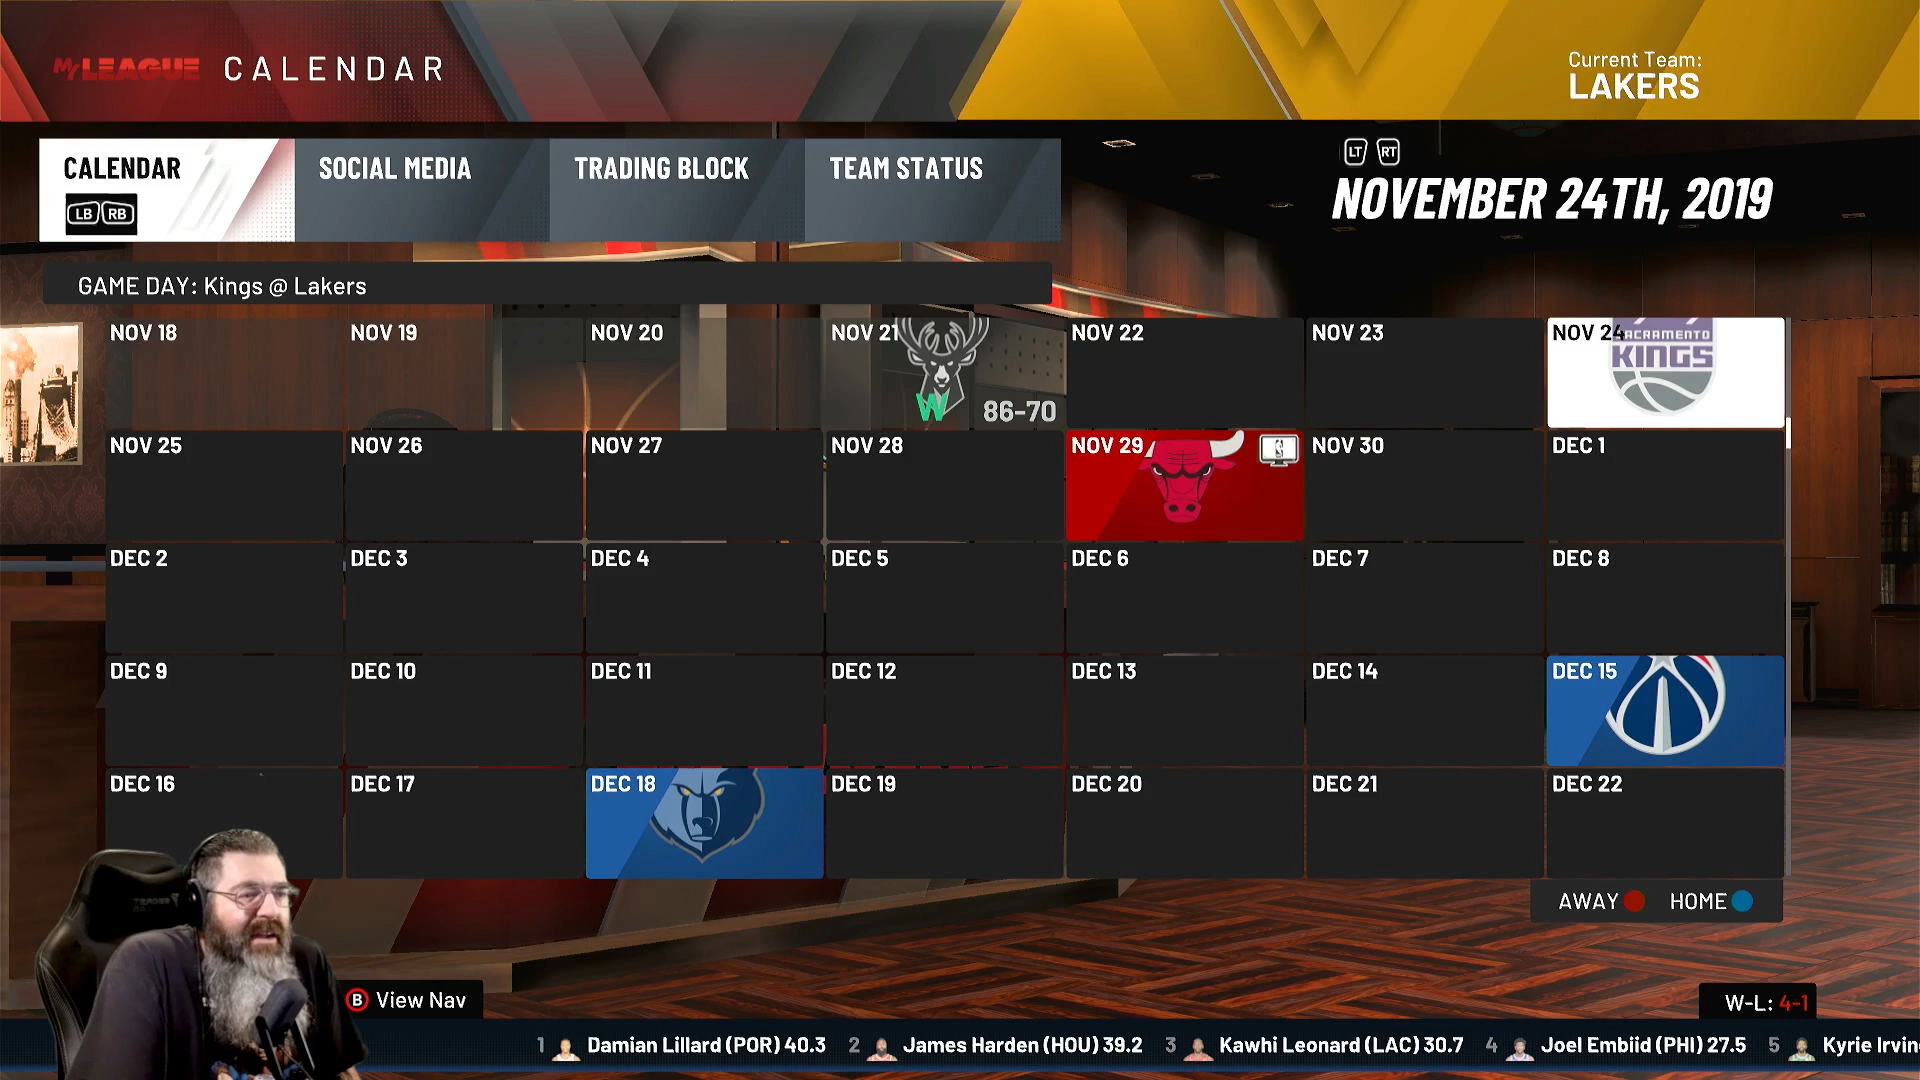 MY LEAGUE CALENDAR
Current Team:
LAKERS
CALENDAR
LB RB
SOCIAL MEDIA
TRADING BLOCK
TEAM STATUS
LT RT
NOVEMBER 24TH, 2019
GAME DAY: Kings @ Lakers
NOV 18 NOV 19 NOV 20 NOV 21 NOV 22 NOV 23 NOV 24
SACRAMENTO
KINGS
W 86-70
NOV 25 NOV 26 NOV 27 NOV 28 NOV 29 NOV 30 DEC 1
DEC 2 DEC 3 DEC 4 DEC 5 DEC 6 DEC 7 DEC 8
DEC 9 DEC 10 DEC 11 DEC 12 DEC 13 DEC 14 DEC 15
DEC 16 DEC 17 DEC 18 DEC 19 DEC 20 DEC 21 DEC 22
AWAY HOME
B View Nav
W-L: 4-1
1 Damian Lillard (POR) 40.3 2 James Harden (HOU) 39.2 3 Kawhi Leonard (LAC) 30.7 4 Joel Embiid (PHI) 27.5 5 Kyrie Irvin